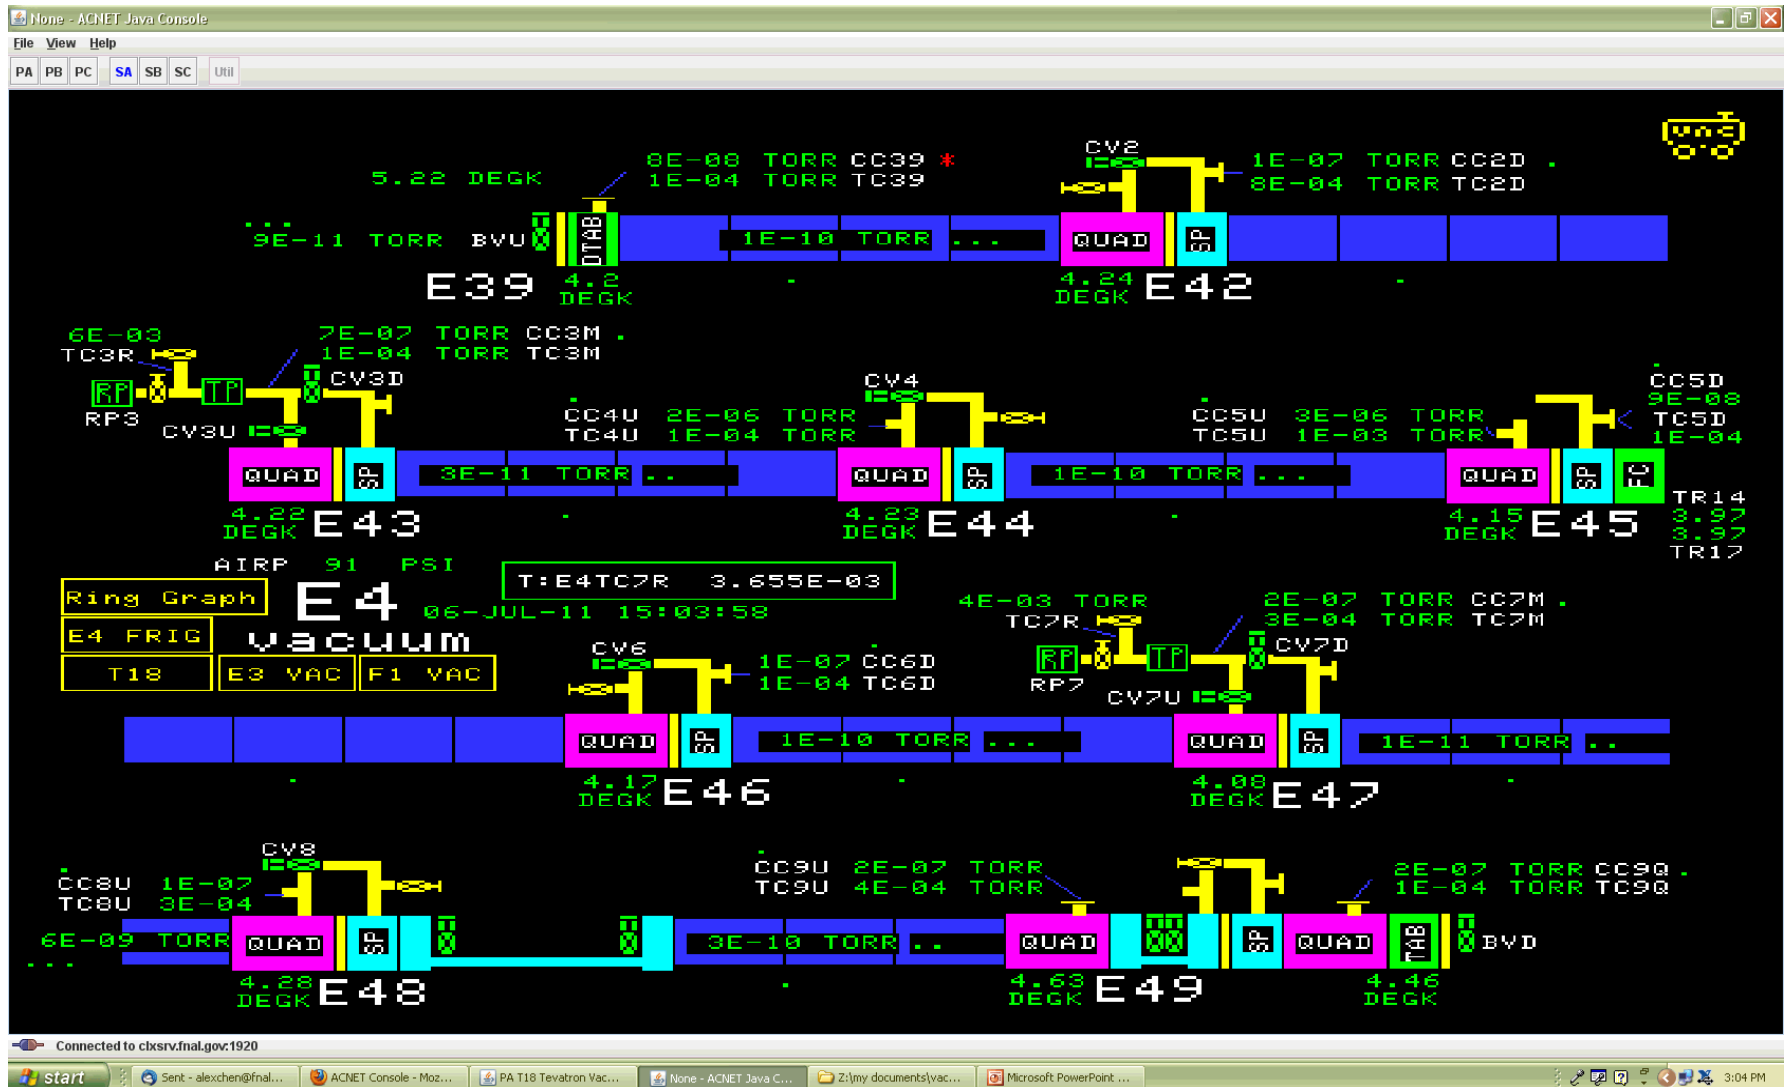 None - ACNET Java Console
File View Help
PA PB PC SA SB SC Util
vac
5.22 DEGK
8E-08 TORR CC39 *
1E-04 TORR TC39
CV2
1E-07 TORR CC2D .
8E-04 TORR TC2D
...
9E-11 TORR BVU
DTAB
1E-10 TORR ...
QUAD SP
E39
4.2
DEGK
4.24
DEGK
E42
6E-03
TC3R
7E-07 TORR CC3M .
1E-04 TORR TC3M
RP TP
RP3
CV3D
CV3U
CV4
CC4U 2E-06 TORR
TC4U 1E-04 TORR
CC5U 3E-06 TORR
TC5U 1E-03 TORR
CC5D
9E-08
TC5D
1E-04
QUAD SP 3E-11 TORR ..
QUAD SP 1E-10 TORR ...
QUAD SP FC
4.22
DEGK
E43
4.23
DEGK
E44
4.15
DEGK
E45
TR14
3.97
3.97
TR17
AIRP 91 PSI
T:E4TC7R 3.655E-03
Ring Graph
E4
06-JUL-11 15:03:58
E4 FRIG
vacuum
T18 E3 VAC F1 VAC
CV6
1E-07 CC6D
1E-04 TC6D
4E-03 TORR
TC7R
2E-07 TORR CC7M .
3E-04 TORR TC7M
RP TP
RP7
CV7D
CV7U
QUAD SP 1E-10 TORR ...
QUAD SP 1E-11 TORR ..
4.17
DEGK
E46
4.08
DEGK
E47
CV8
CC8U 1E-07
TC8U 3E-04
CC9U 2E-07 TORR
TC9U 4E-04 TORR
2E-07 TORR CC9Q .
1E-04 TORR TC9Q
6E-09 TORR
...
QUAD SP
3E-10 TORR ..
QUAD SP QUAD TAB
BVD
4.28
DEGK
E48
4.63
DEGK
E49
4.46
DEGK
Connected to clxsrv.fnal.gov:1920
start
Sent - alexchen@fnal...
ACNET Console - Moz...
PA T18 Tevatron Vac...
None - ACNET Java C...
Z:\my documents\vac...
Microsoft PowerPoint ...
3:04 PM